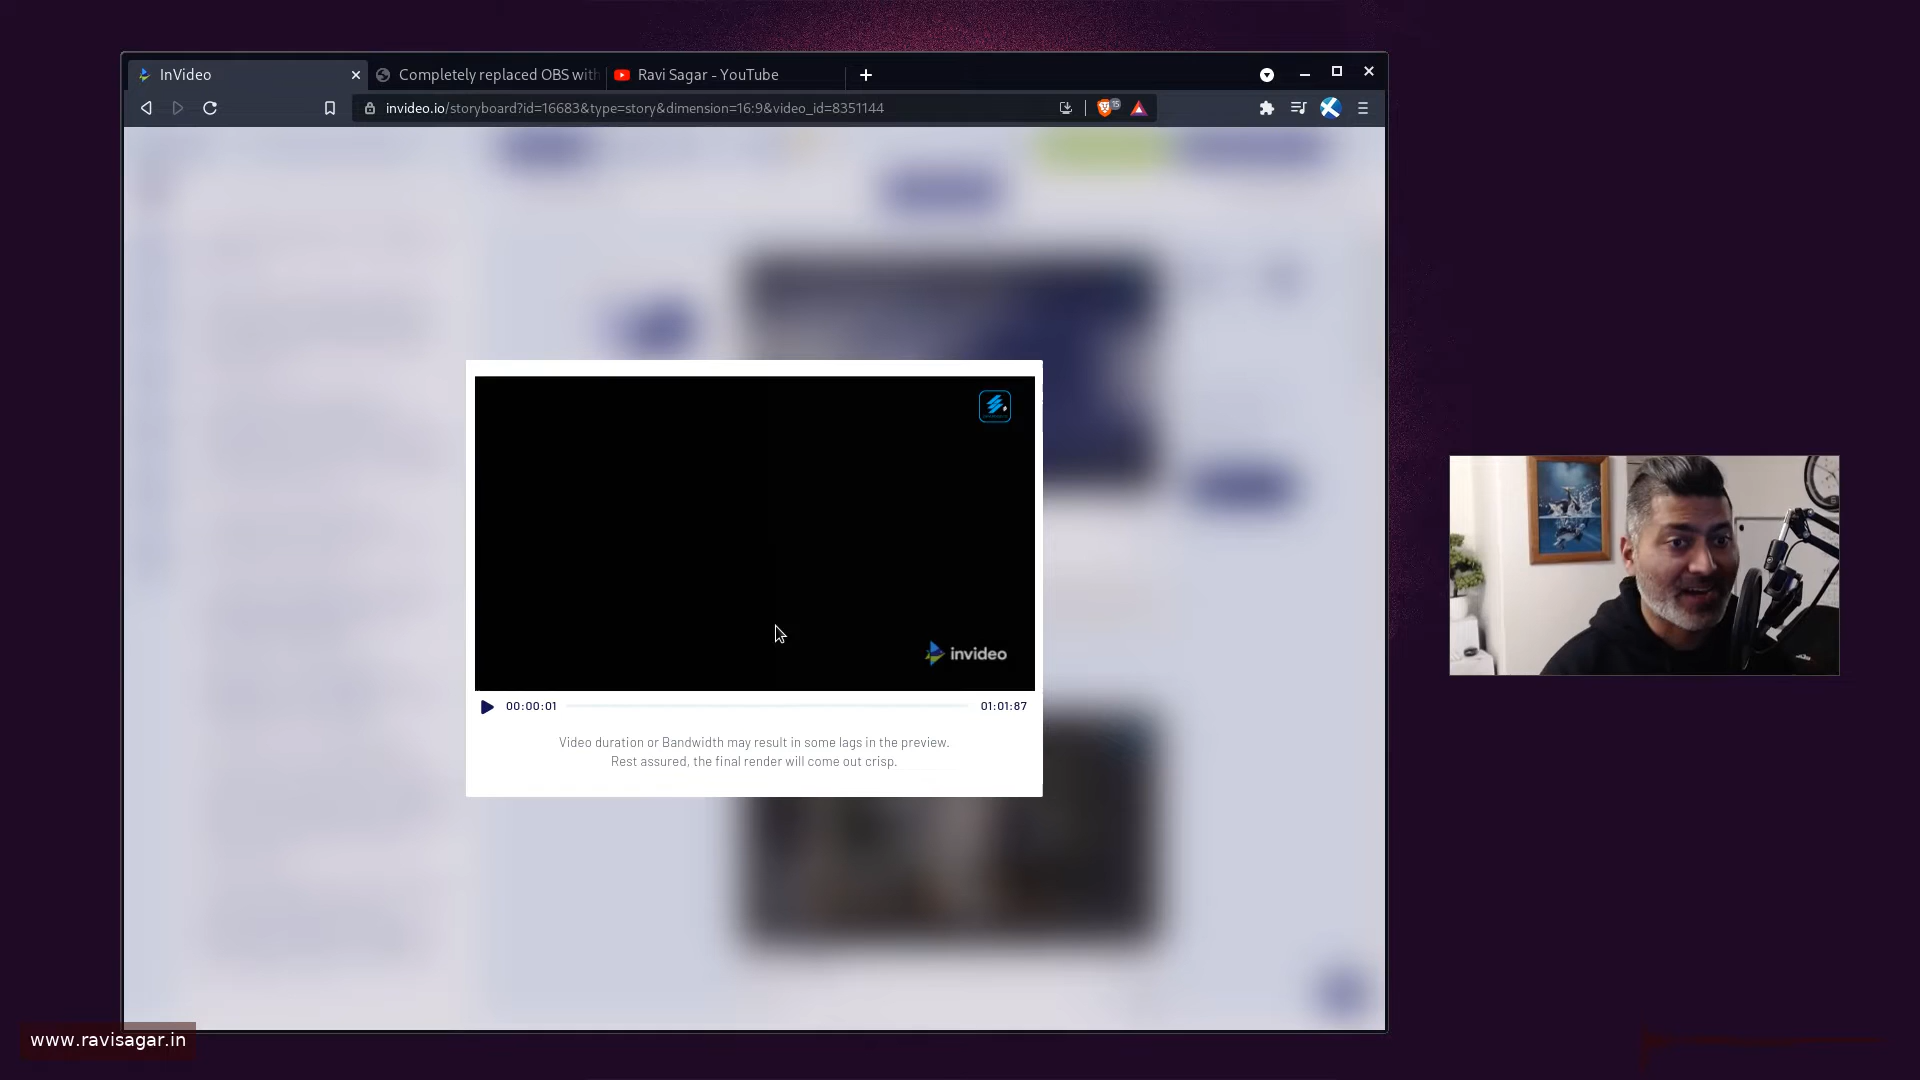 InVideo
Completely replaced OBS with
Ravi Sagar - YouTube
invideo.io/storyboard?id=16683&type=story&dimension=16:9&video_id=8351144
15
invideo
00:00:01
01:01:87
Video duration or Bandwidth may result in some lags in the preview.
Rest assured, the final render will come out crisp.
www.ravisagar.in